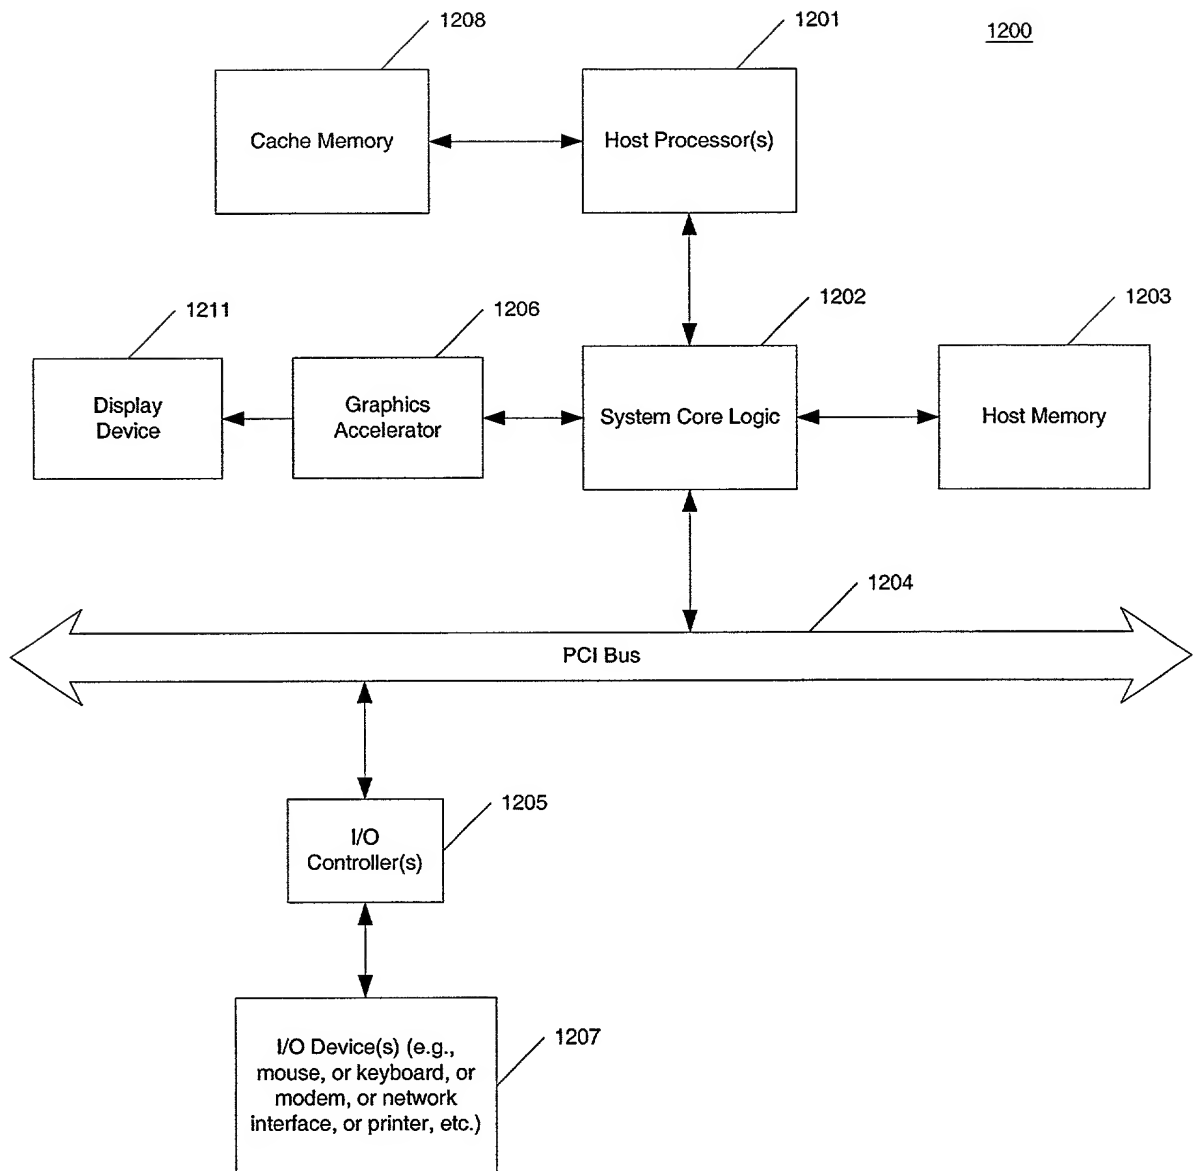 1208
1201
1200
Cache Memory
Host Processor(s)
1211
1206
1202
1203
Display
Device
Graphics
Accelerator
System Core Logic
Host Memory
1204
PCI Bus
1205
I/O
Controller(s)
1207
I/O Device(s) (e.g.,
mouse, or keyboard, or
modem, or network
interface, or printer, etc.)